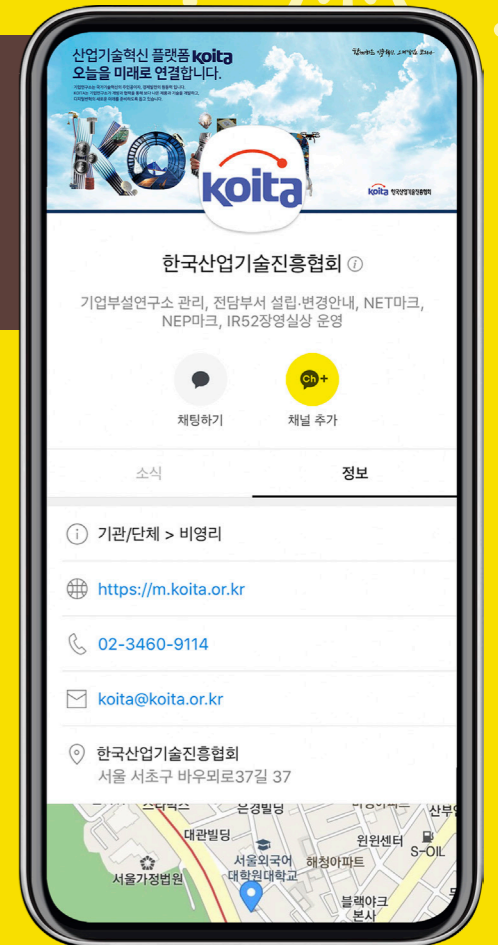 산업기술혁신 플랫폼 koita
오늘을 미래로 연결합니다.
koita 한국산업기술진흥협회
koita
한국산업기술진흥협회
기업부설연구소 관리, 전담부서 설립·변경안내, NET마크,
NEP마크, IR52장영실상 운영
Ch+
채팅하기
채널 추가
소식
정보
기관/단체 > 비영리
https://m.koita.or.kr
02-3460-9114
koita@koita.or.kr
한국산업기술진흥협회
서울 서초구 바우뫼로37길 37
은경빌딩
대관빌딩
윈윈센터
S-OIL
서울외국어
대학원대학교
해청아파트
서울가정법원
블랙야크
본사